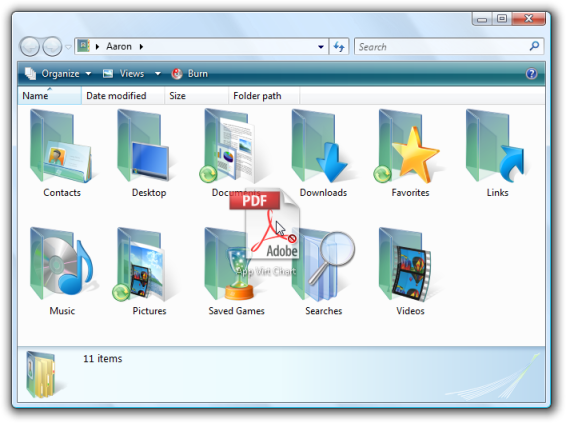 Aaron
Search
Organize Views Burn
Name Date modified Size Folder path
Contacts Desktop Documents Downloads Favorites Links
PDF
Adobe
App Virt Chart
Music Pictures Saved Games Searches Videos
11 items